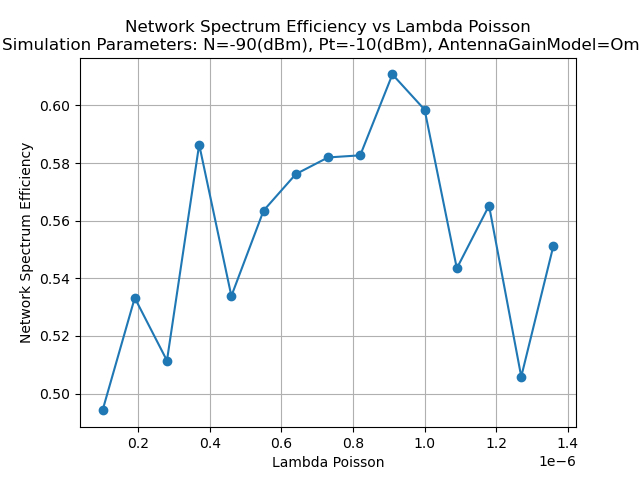 Network Spectrum Efficiency vs Lambda Poisson
Simulation Parameters: N=-90(dBm), Pt=-10(dBm), AntennaGainModel=Om
0.60
0.58
0.56
0.54
0.52
0.50
Network Spectrum Efficiency
0.2
0.4
0.6
0.8
1.0
1.2
1.4
1e−6
Lambda Poisson